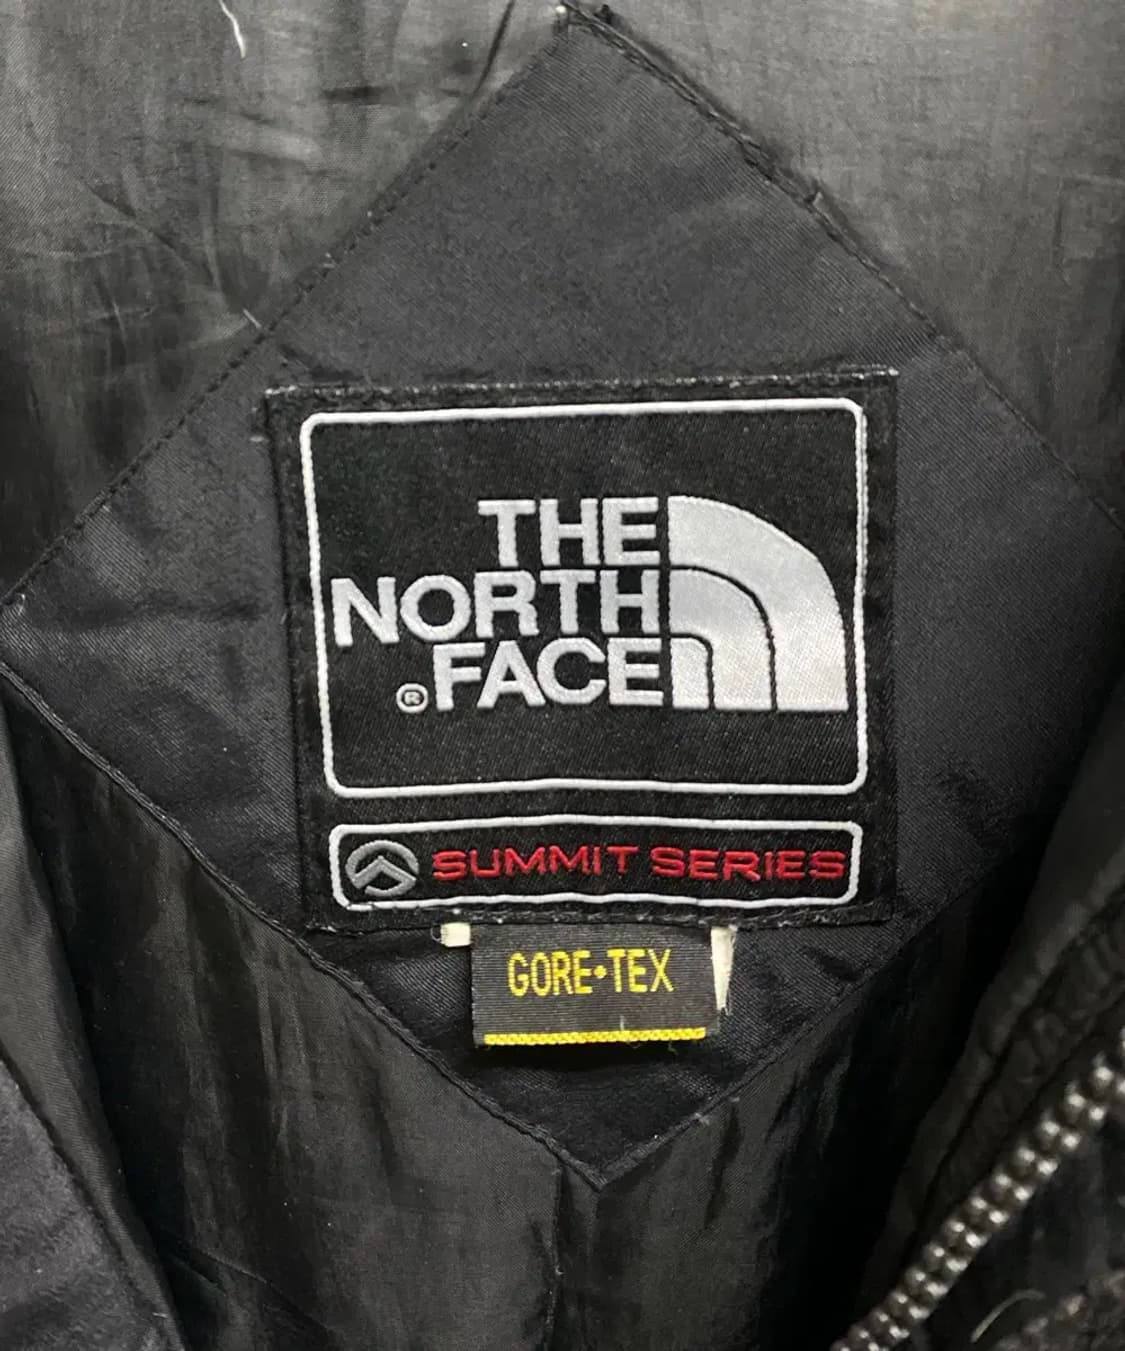 THE
NORTH
®FACE
SUMMIT SERIES
GORE-TEX